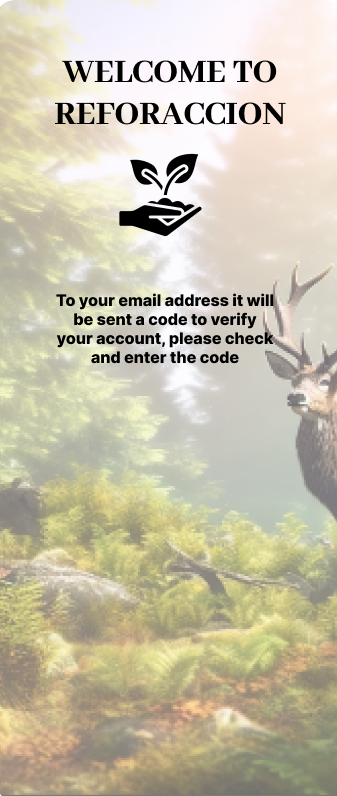 WELCOME TO
REFORACCION
To your email address it will
be sent a code to verify
your account, please check
and enter the code